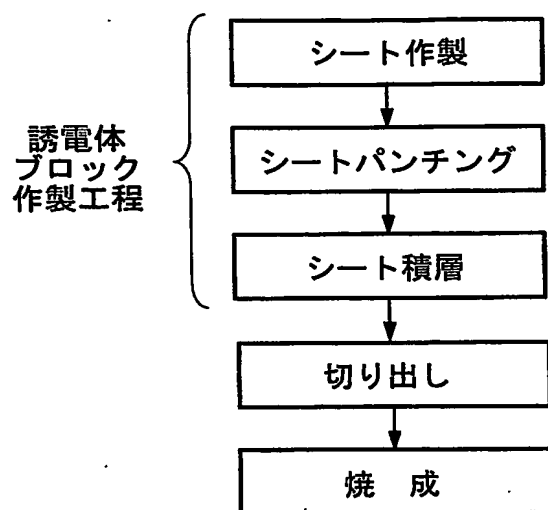 シート作製
誘電体
ブロック
作製工程
シートパンチング
シート積層
切り出し
焼 成